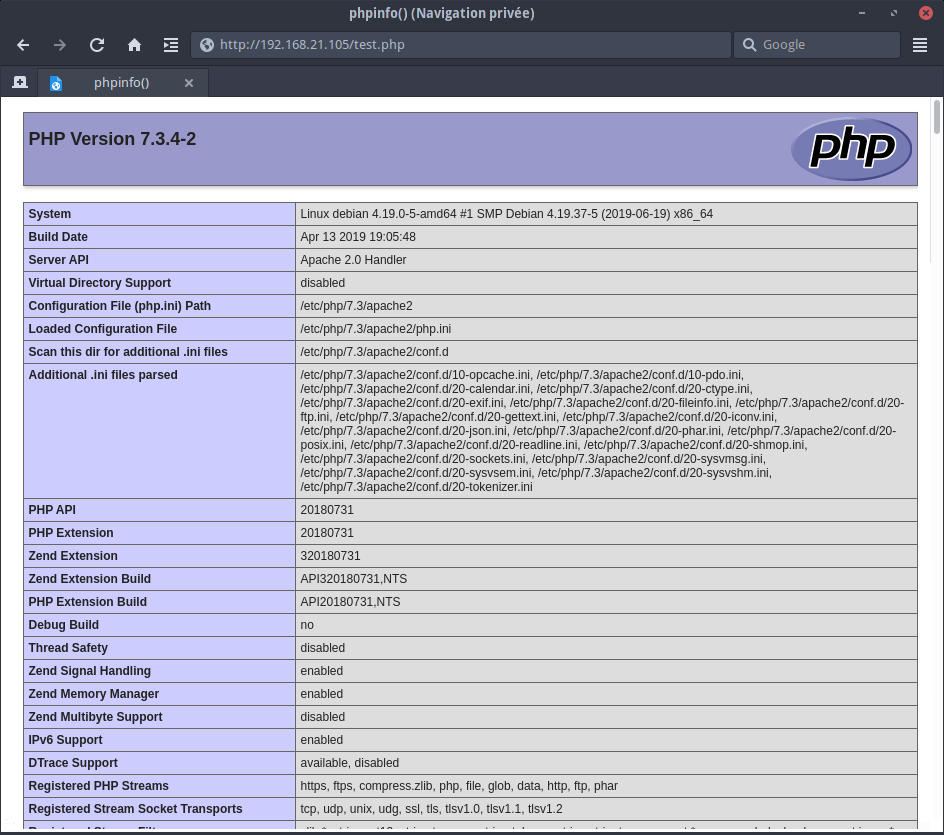 phpinfo() (Navigation privée)
http://192.168.21.105/test.php
Google
phpinfo()
PHP Version 7.3.4-2
php
System Linux debian 4.19.0-5-amd64 #1 SMP Debian 4.19.37-5 (2019-06-19) x86_64
Build Date Apr 13 2019 19:05:48
Server API Apache 2.0 Handler
Virtual Directory Support disabled
Configuration File (php.ini) Path /etc/php/7.3/apache2
Loaded Configuration File /etc/php/7.3/apache2/php.ini
Scan this dir for additional .ini files /etc/php/7.3/apache2/conf.d
Additional .ini files parsed /etc/php/7.3/apache2/conf.d/10-opcache.ini, /etc/php/7.3/apache2/conf.d/10-pdo.ini,
/etc/php/7.3/apache2/conf.d/20-calendar.ini, /etc/php/7.3/apache2/conf.d/20-ctype.ini,
/etc/php/7.3/apache2/conf.d/20-exif.ini, /etc/php/7.3/apache2/conf.d/20-fileinfo.ini, /etc/php/7.3/apache2/conf.d/20-
ftp.ini, /etc/php/7.3/apache2/conf.d/20-gettext.ini, /etc/php/7.3/apache2/conf.d/20-iconv.ini,
/etc/php/7.3/apache2/conf.d/20-json.ini, /etc/php/7.3/apache2/conf.d/20-phar.ini, /etc/php/7.3/apache2/conf.d/20-
posix.ini, /etc/php/7.3/apache2/conf.d/20-readline.ini, /etc/php/7.3/apache2/conf.d/20-shmop.ini,
/etc/php/7.3/apache2/conf.d/20-sockets.ini, /etc/php/7.3/apache2/conf.d/20-sysvmsg.ini,
/etc/php/7.3/apache2/conf.d/20-sysvsem.ini, /etc/php/7.3/apache2/conf.d/20-sysvshm.ini,
/etc/php/7.3/apache2/conf.d/20-tokenizer.ini
PHP API 20180731
PHP Extension 20180731
Zend Extension 320180731
Zend Extension Build API320180731,NTS
PHP Extension Build API20180731,NTS
Debug Build no
Thread Safety disabled
Zend Signal Handling enabled
Zend Memory Manager enabled
Zend Multibyte Support disabled
IPv6 Support enabled
DTrace Support available, disabled
Registered PHP Streams https, ftps, compress.zlib, php, file, glob, data, http, ftp, phar
Registered Stream Socket Transports tcp, udp, unix, udg, ssl, tls, tlsv1.0, tlsv1.1, tlsv1.2